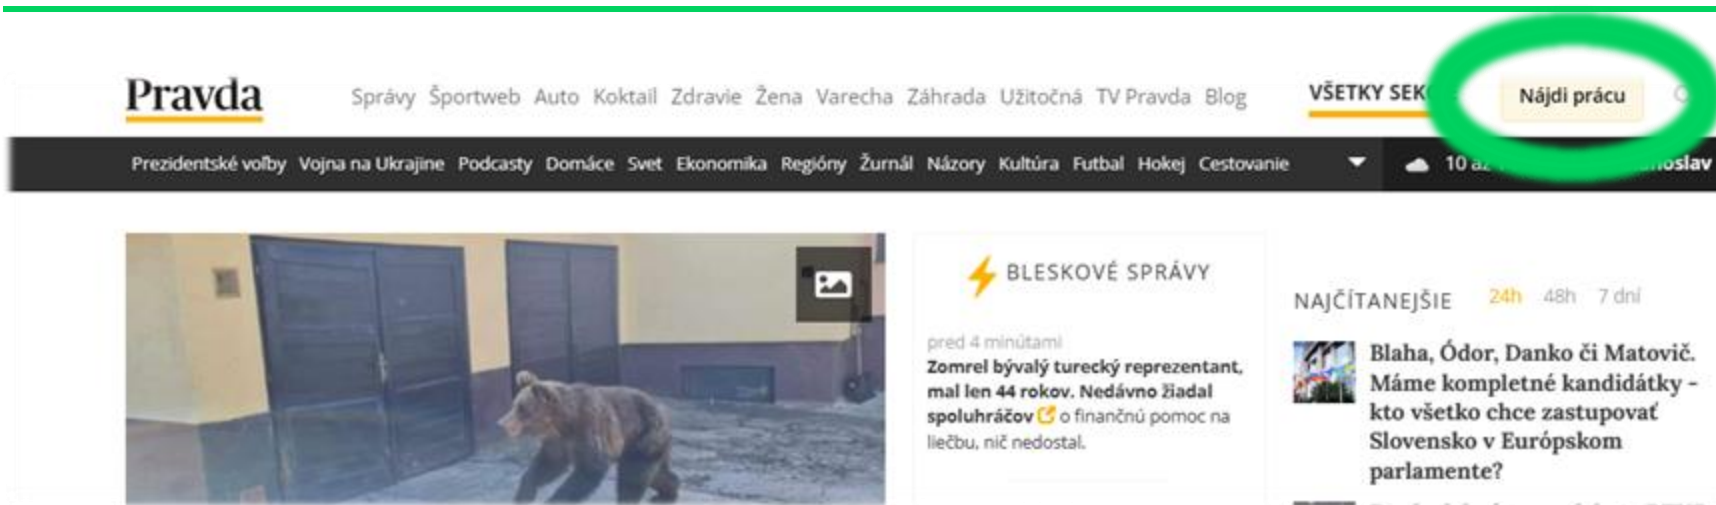 Pravda
Správy Športweb Auto Koktail Zdravie Žena Varecha Záhrada Užitočná TV Pravda Blog
VŠETKY
Nájdi prácu
Prezidentské voľby Vojna na Ukrajine Podcasty Domáce Svet Ekonomika Regióny Žurnál Názory Kultúra Futbal Hokej Cestovanie
10 až
BLESKOVÉ SPRÁVY
pred 4 minútami
Zomrel bývalý turecký reprezentant,
mal len 44 rokov. Nedávno žiadal
spoluhráčov o finančnú pomoc na
liečbu, nič nedostal.
NAJČÍTANEJŠIE 24h 48h 7 dní
Blaha, Ódor, Danko či Matovič.
Máme kompletné kandidátky -
kto všetko chce zastupovať
Slovensko v Európskom
parlamente?